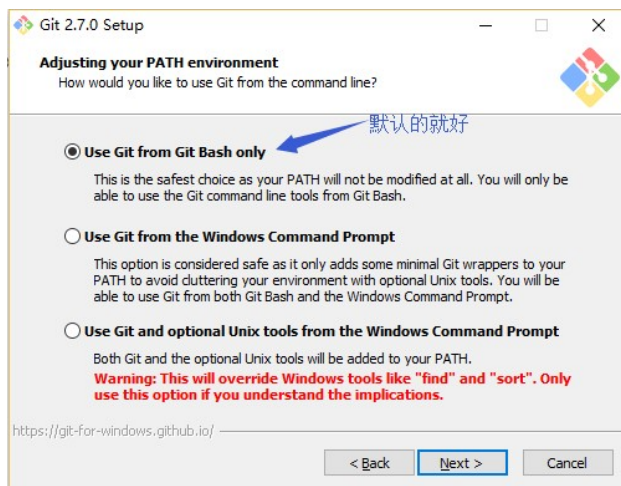 Git 2.7.0 Setup
Adjusting your PATH environment
How would you like to use Git from the command line?
默认的就好
Use Git from Git Bash only
This is the safest choice as your PATH will not be modified at all. You will only be
able to use the Git command line tools from Git Bash.
Use Git from the Windows Command Prompt
This option is considered safe as it only adds some minimal Git wrappers to your
PATH to avoid cluttering your environment with optional Unix tools. You will be
able to use Git from both Git Bash and the Windows Command Prompt.
Use Git and optional Unix tools from the Windows Command Prompt
Both Git and the optional Unix tools will be added to your PATH.
Warning: This will override Windows tools like "find" and "sort". Only
use this option if you understand the implications.
https://git-for-windows.github.io/
< Back Next > Cancel